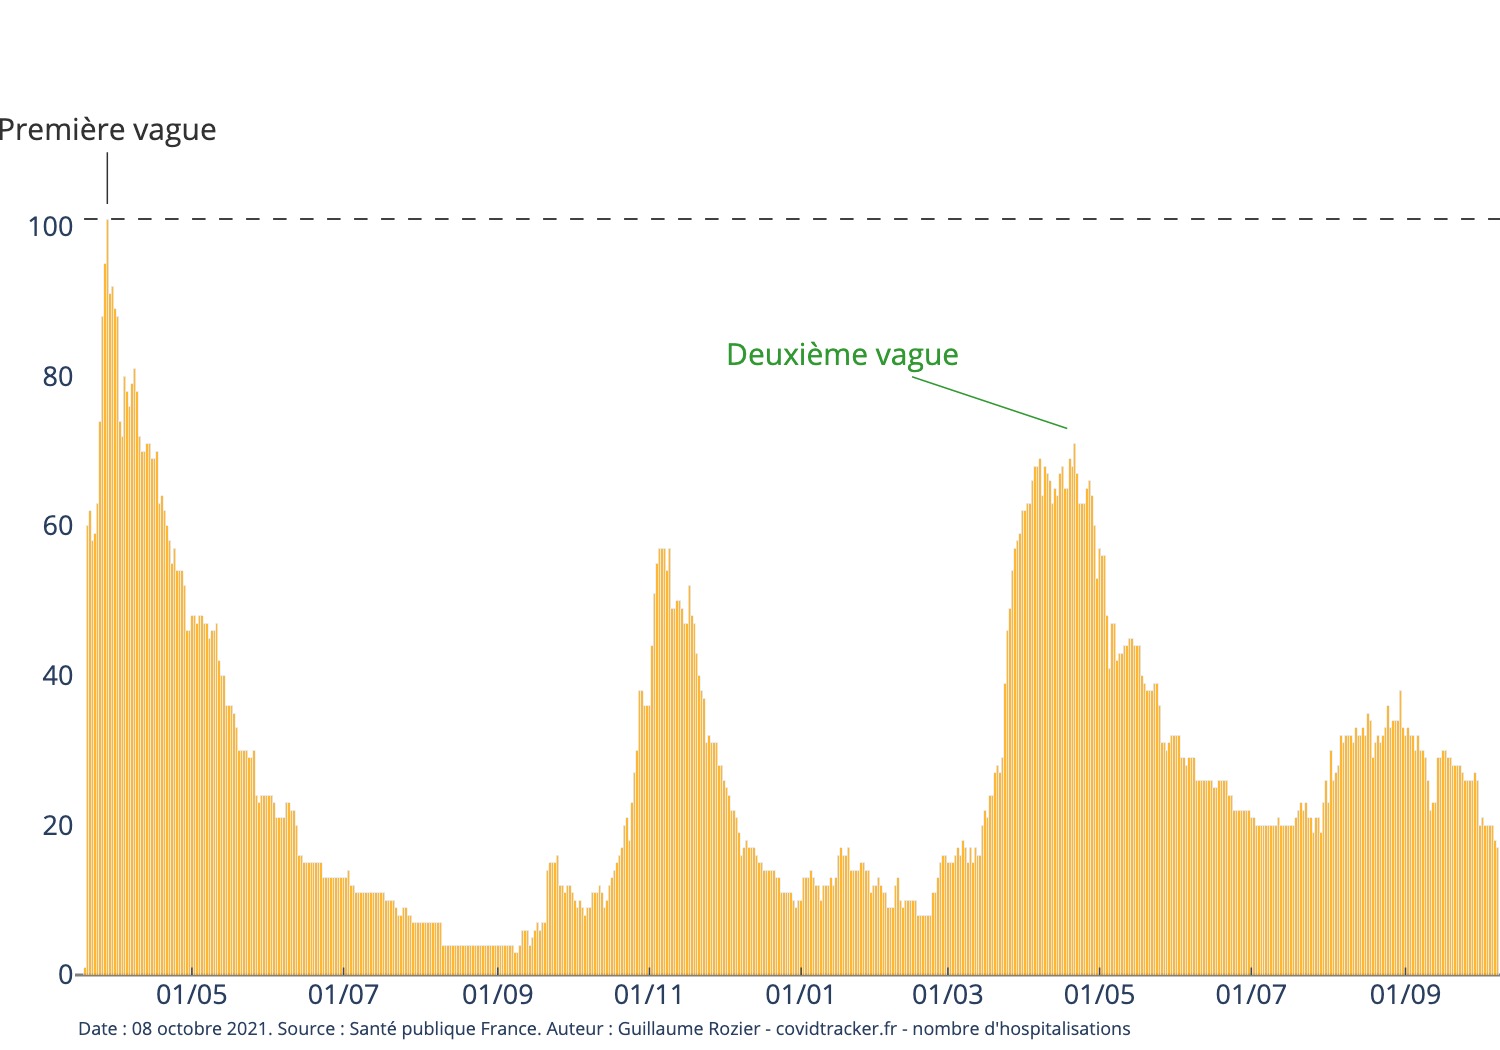 Première vague
100
Deuxième vague
80
60
40
20
0
01/05 01/07 01/09 01/11 01/01 01/03 01/05 01/07 01/09
Date : 08 octobre 2021. Source : Santé publique France. Auteur : Guillaume Rozier - covidtracker.fr - nombre d'hospitalisations